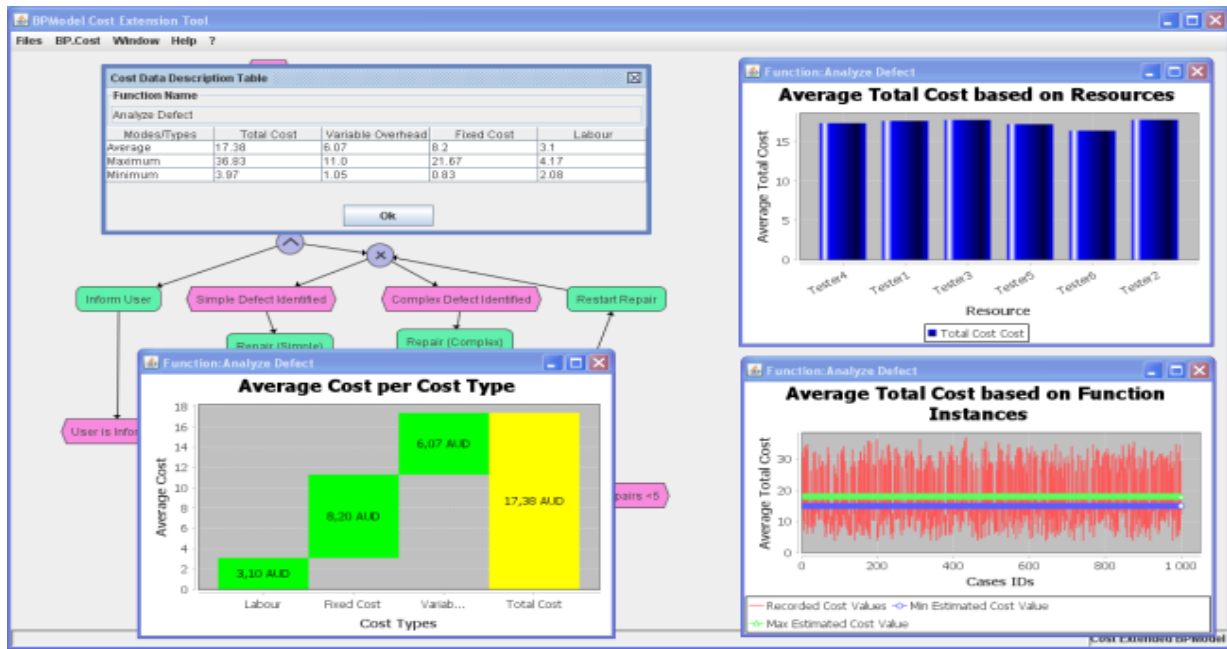 BPModel Cost Extension Tool
Files BP.Cost Window Help ?
Cost Data Description Table
Function Name
Analyze Defect
Modes/Types Total Cost Variable Overhead Fixed Cost Labour
Average 17.38 6.07 8.2 3.1
Maximum 36.83 11.0 21.67 4.17
Minimum 3.97 1.05 0.83 2.08
Ok
Inform User
Simple Defect Identified
Complex Defect Identified
Restart Repair
Repair (Simple)
Repair (Complex)
User is Infor
pairs <5
Function:Analyze Defect
Average Cost per Cost Type
Average Cost
18
16
14
12
10
8
6
4
2
0
3,10 AUD
8,20 AUD
6,07 AUD
17,38 AUD
Labour Fixed Cost Variab... Total Cost
Cost Types
Function:Analyze Defect
Average Total Cost based on Resources
Average Total Cost
15
10
5
0
Tester4 Tester1 Tester3 Tester5 Tester6 Tester2
Resource
Total Cost Cost
Function:Analyze Defect
Average Total Cost based on Function
Instances
Average Total Cost
30
20
10
0
0 200 400 600 800 1 000
Cases IDs
Recorded Cost Values Min Estimated Cost Value
Max Estimated Cost Value
Cost Extended BPModel